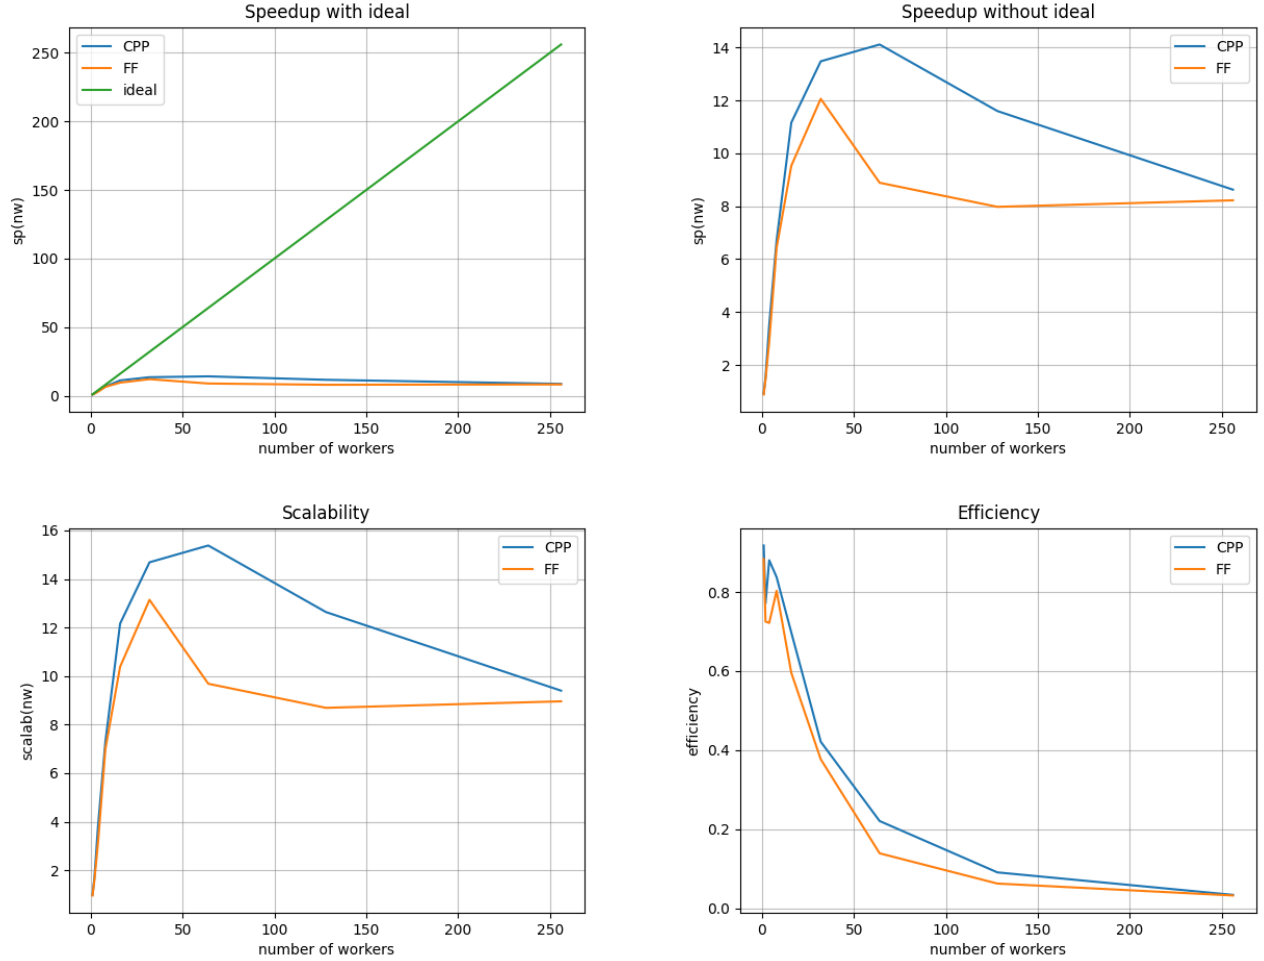 Speedup with ideal
CPP
FF
ideal
250
200
150
100
50
0
sp(nw)
0 50 100 150 200 250
number of workers
Speedup without ideal
CPP
FF
14
12
10
8
6
4
2
sp(nw)
0 50 100 150 200 250
number of workers
Scalability
CPP
FF
16
14
12
10
8
6
4
2
scalab(nw)
0 50 100 150 200 250
number of workers
Efficiency
CPP
FF
0.8
0.6
0.4
0.2
0.0
efficiency
0 50 100 150 200 250
number of workers